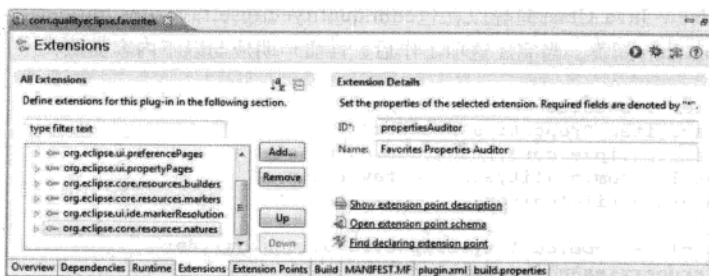 com.qualityeclipse.favorites
Extensions
All Extensions
Define extensions for this plug-in in the following section.
type filter text
org.eclipse.ui.preferencePages
org.eclipse.ui.propertyPages
org.eclipse.core.resources.builders
org.eclipse.core.resources.markers
org.eclipse.ui.ide.markerResolution
org.eclipse.core.resources.natures
Add...
Remove
Up
Down
Extension Details
Set the properties of the selected extension. Required fields are denoted by "*".
ID*: propertiesAuditor
Name: Favorites Properties Auditor
Show extension point description
Open extension point schema
Find declaring extension point
Overview Dependencies Runtime Extensions Extension Points Build MANIFEST.MF plugin.xml build.properties